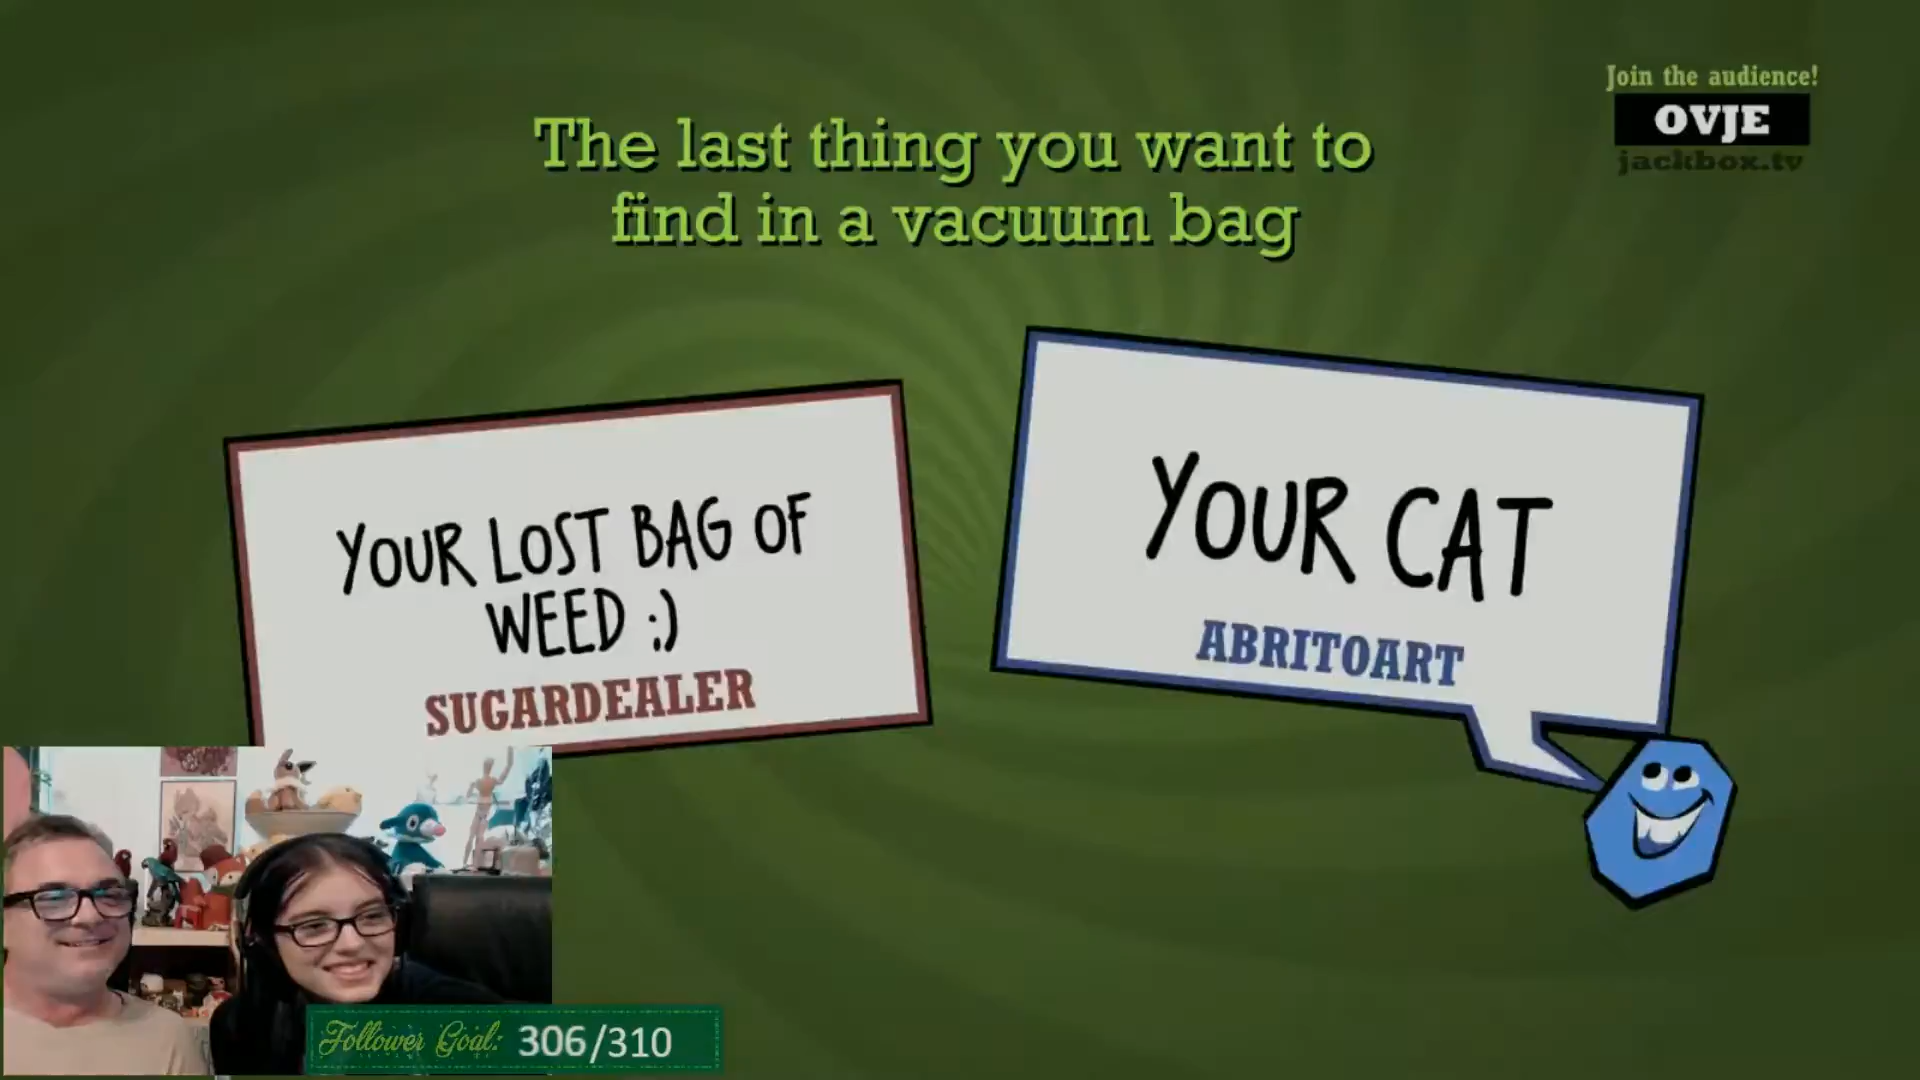 Join the audience!
OVJE
jackbox.tv
The last thing you want to
find in a vacuum bag
YOUR LOST BAG OF
WEED :)
SUGARDEALER
YOUR CAT
ABRITOART
Follower Goal: 306/310